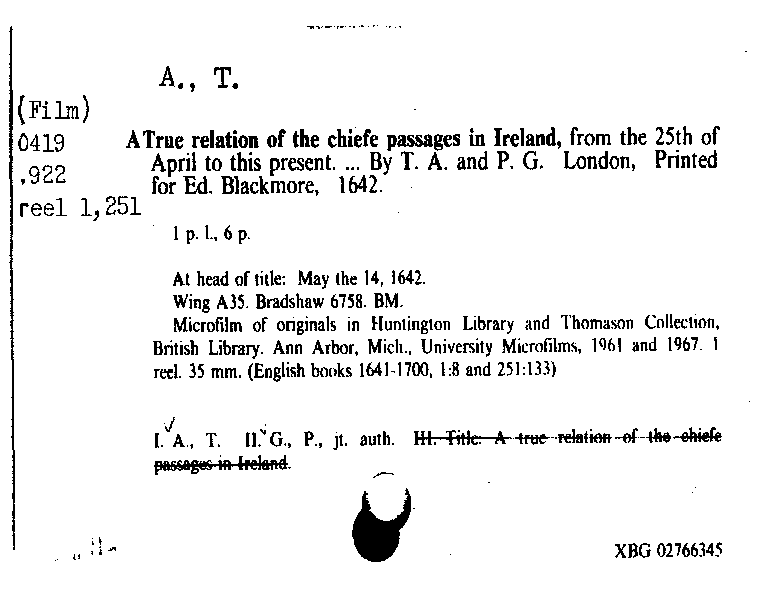 A., T.
(Film)
0419
.922
reel 1,251
A True relation of the chiefe passages in Ireland, from the 25th of
April to this present. ... By T. A. and P. G. London, Printed
for Ed. Blackmore, 1642.
1 p. l., 6 p.
At head of title: May the 14, 1642.
Wing A35. Bradshaw 6758. BM.
Microfilm of originals in Huntington Library and Thomason Collection,
British Library. Ann Arbor, Mich., University Microfilms, 1961 and 1967. 1
reel. 35 mm. (English books 1641-1700, 1:8 and 251:133)
I. A., T. II. G., P., jt. auth. III. Title: A true relation of the chiefe
passages in Ireland.
XBG 02766345